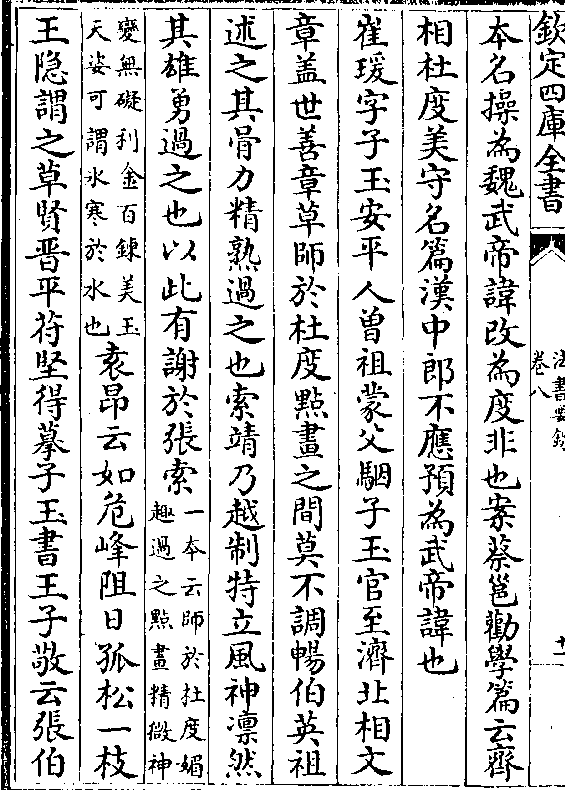 欽定四庫全書
法書要錄
卷八
十一
本名操為魏武帝諱改為度非也案蔡邕勸學篇云齊
相杜度美守名篇漢中郎不應預為武帝諱也
崔瑗字子玉安平人曽祖蒙父駰子玉官至濟北相文
章盖世善章草師於杜度點畫之間莫不調暢伯英祖
述之其骨力精熟過之也索靖乃越制特立風神凛然
其雄勇過之也以此有謝於張索
一本云師於杜度媚
趣過之點畫精微神
變無礙利金百鍊美玉
天姿可謂氷寒於水也
袁昂云如危峰阻日孤松一枝
王隐謂之草賢晋平苻堅得摹子玉書王子敬云張伯